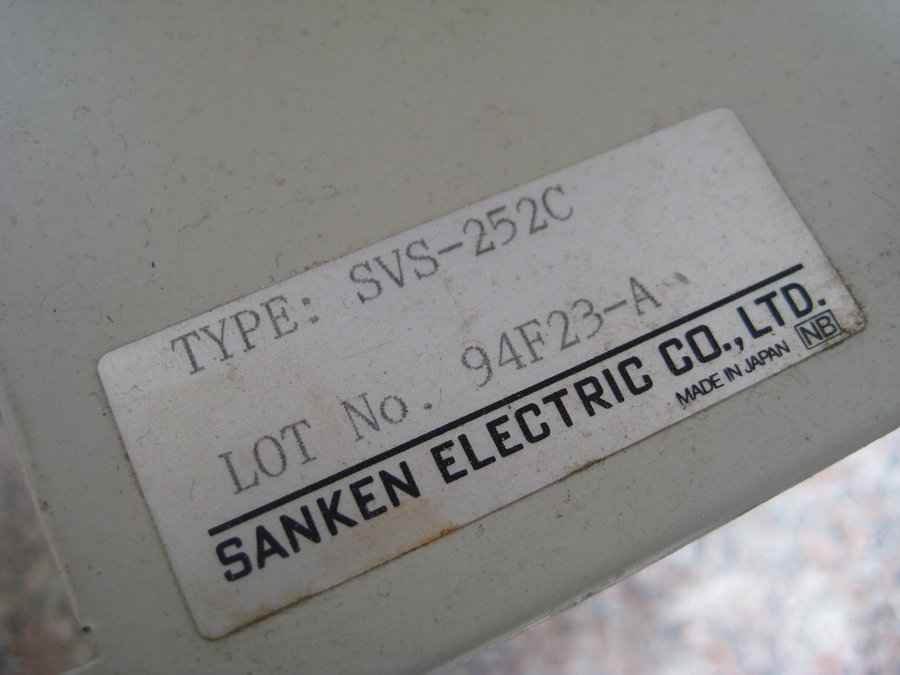 TYPE: SVS-252C
LOT No. 94F23-A
SANKEN ELECTRIC CO., LTD.
MADE IN JAPAN NB